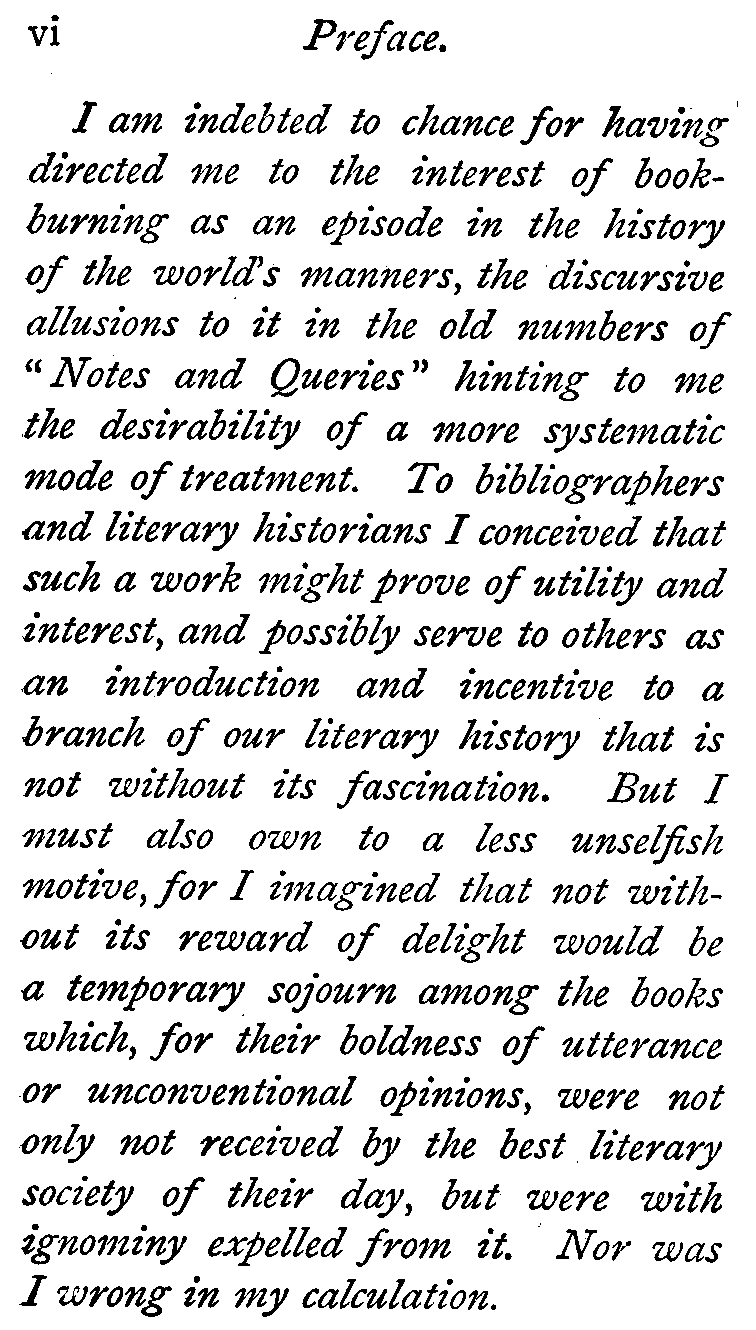 vi Preface.
I am indebted to chance for having
directed me to the interest of book-
burning as an episode in the history
of the world's manners, the discursive
allusions to it in the old numbers of
“Notes and Queries” hinting to me
the desirability of a more systematic
mode of treatment. To bibliographers
and literary historians I conceived that
such a work might prove of utility and
interest, and possibly serve to others as
an introduction and incentive to a
branch of our literary history that is
not without its fascination. But I
must also own to a less unselfish
motive, for I imagined that not with-
out its reward of delight would be
a temporary sojourn among the books
which, for their boldness of utterance
or unconventional opinions, were not
only not received by the best literary
society of their day, but were with
ignominy expelled from it. Nor was
I wrong in my calculation.